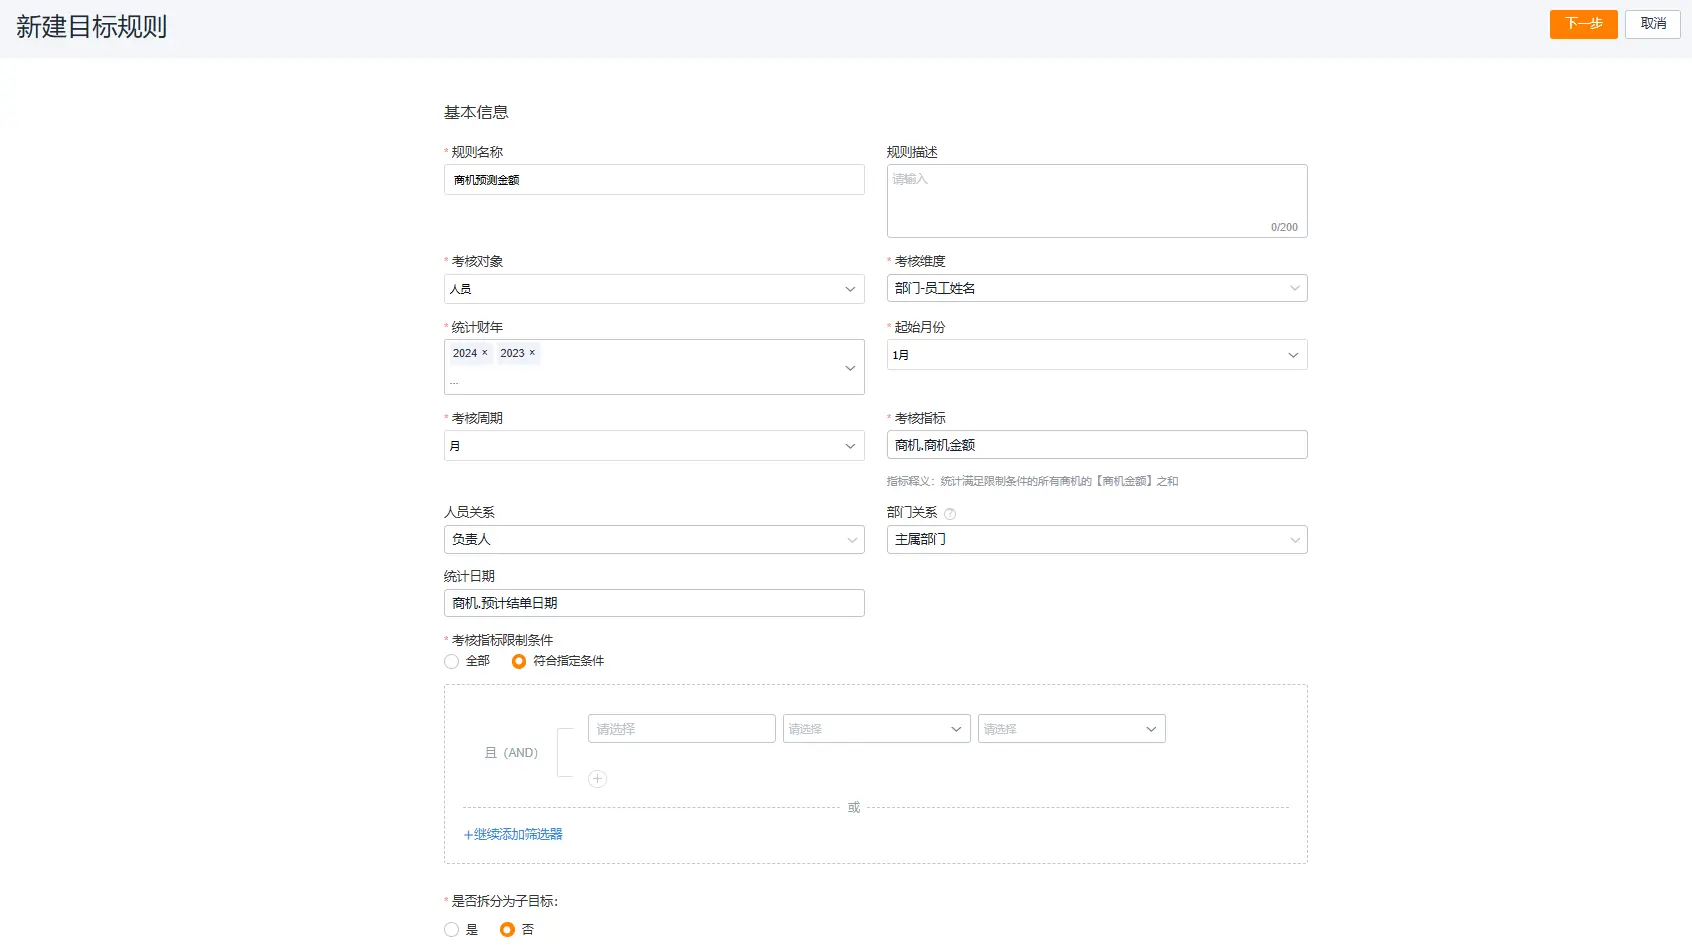 新建目标规则
下一步
取消
基本信息
* 规则名称
规则描述
商机预测金额
请输入
0/200
* 考核对象
* 考核维度
人员
部门-员工姓名
* 统计财年
* 起始月份
2024 × 2023 ×
...
1月
* 考核周期
* 考核指标
月
商机.商机金额
指标释义：统计满足限制条件的所有商机的【商机金额】之和
人员关系
部门关系 ?
负责人
主属部门
统计日期
商机.预计结单日期
* 考核指标限制条件
全部
符合指定条件
请选择
请选择
请选择
且（AND）
或
+继续添加筛选器
* 是否拆分为子目标：
是
否